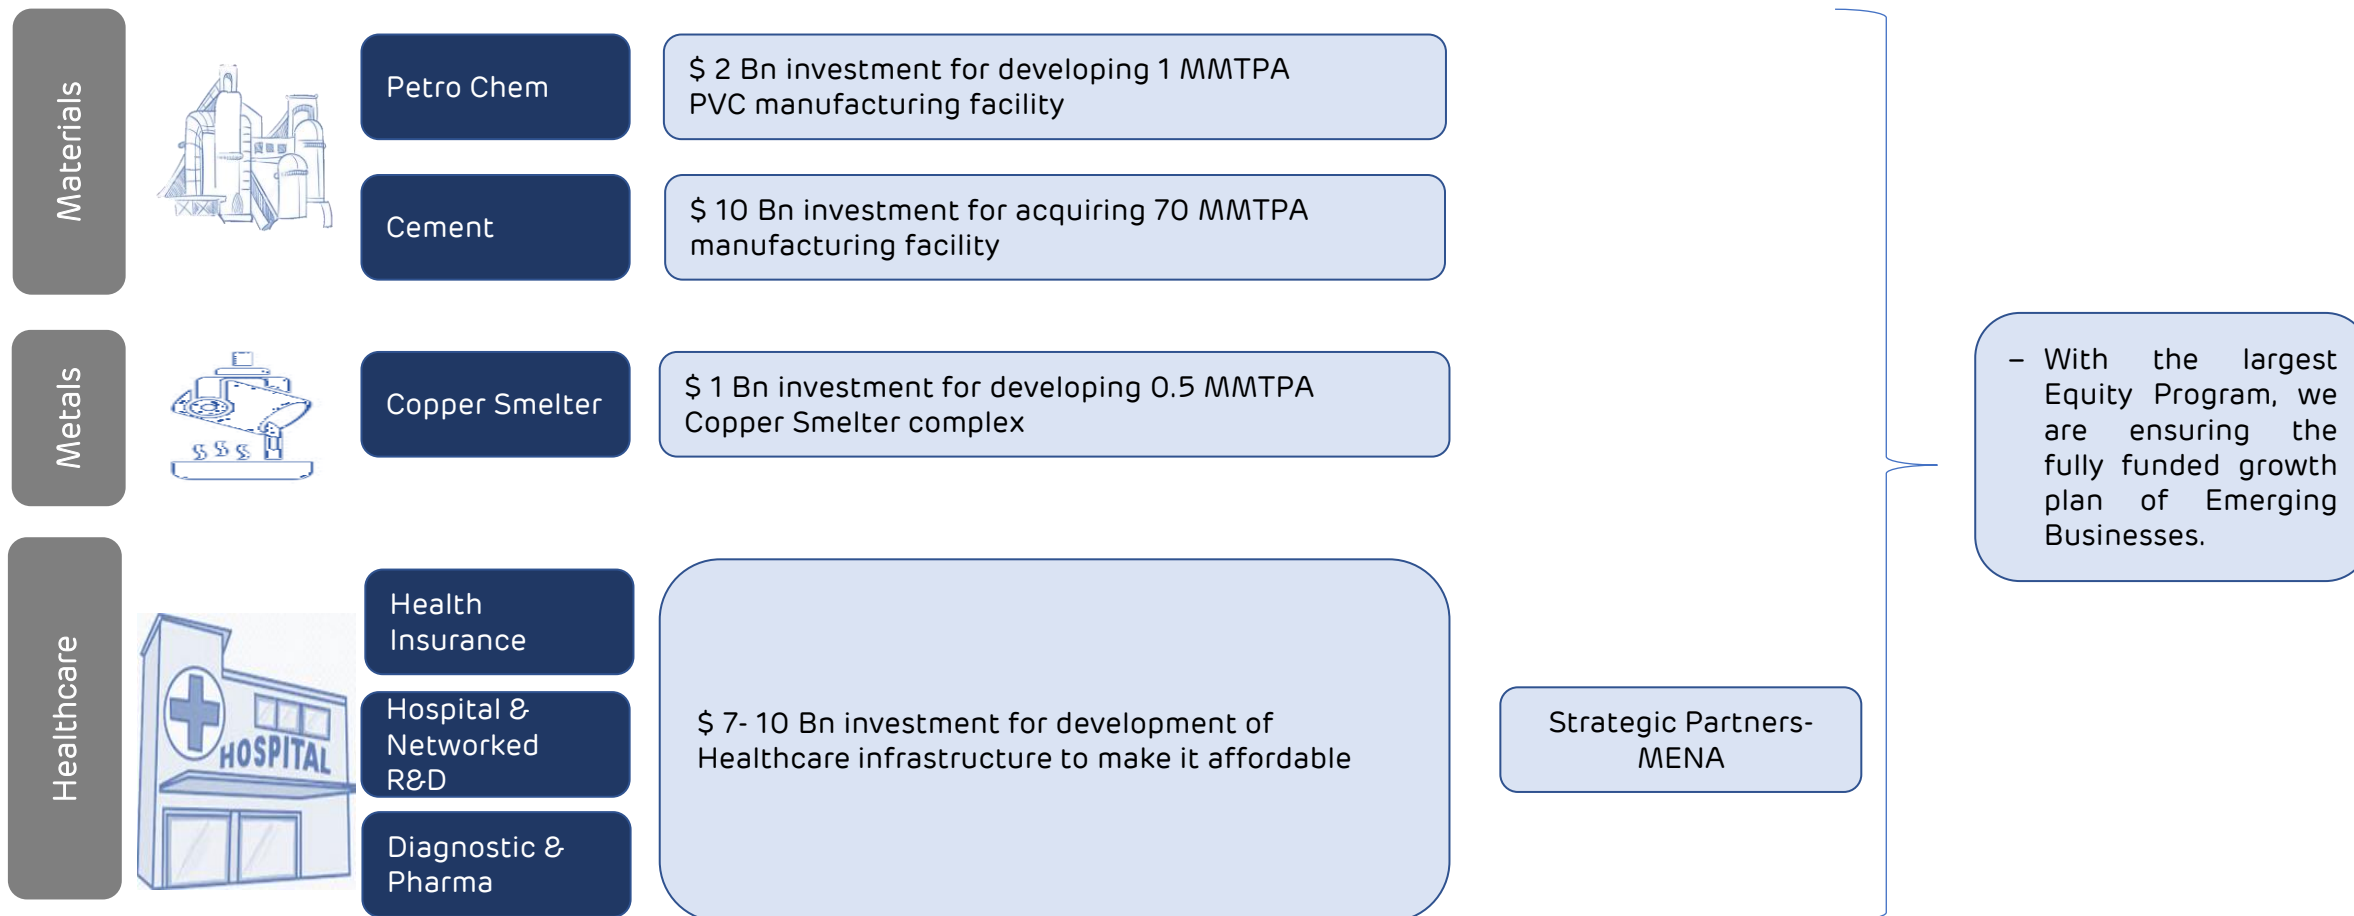 Materials
Petro Chem
$ 2 Bn investment for developing 1 MMTPA
PVC manufacturing facility
Cement
$ 10 Bn investment for acquiring 70 MMTPA
manufacturing facility
Metals
Copper Smelter
$ 1 Bn investment for developing 0.5 MMTPA
Copper Smelter complex
Healthcare
HOSPITAL
Health
Insurance
Hospital &
Networked
R&D
Diagnostic &
Pharma
$ 7- 10 Bn investment for development of
Healthcare infrastructure to make it affordable
Strategic Partners-
MENA
– With the largest
Equity Program, we
are ensuring the
fully funded growth
plan of Emerging
Businesses.